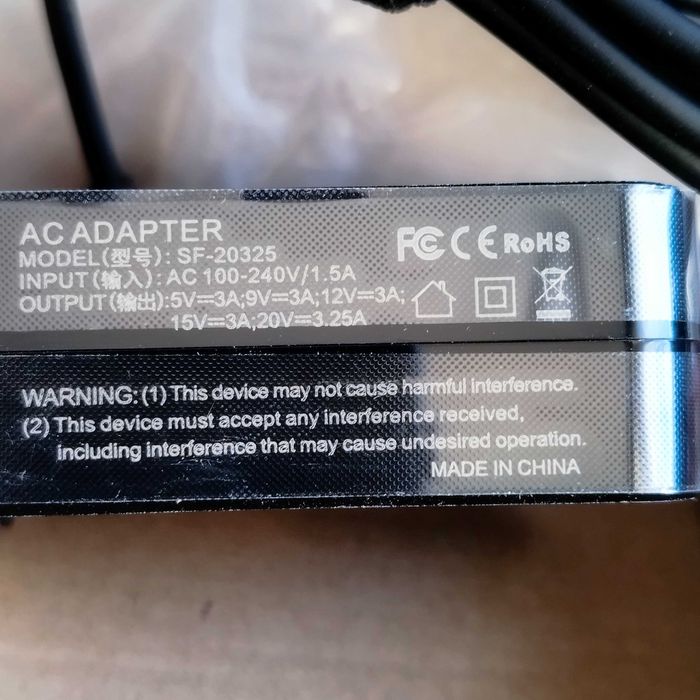 AC ADAPTER
MODEL(型号): SF-20325
INPUT(输入): AC 100-240V/1.5A
OUTPUT(输出):5V⎓3A;9V⎓3A;12V⎓3A;
15V⎓3A;20V⎓3.25A
FC CE RoHS
WARNING: (1) This device may not cause harmful interference.
(2) This device must accept any interference received,
including interference that may cause undesired operation.
MADE IN CHINA